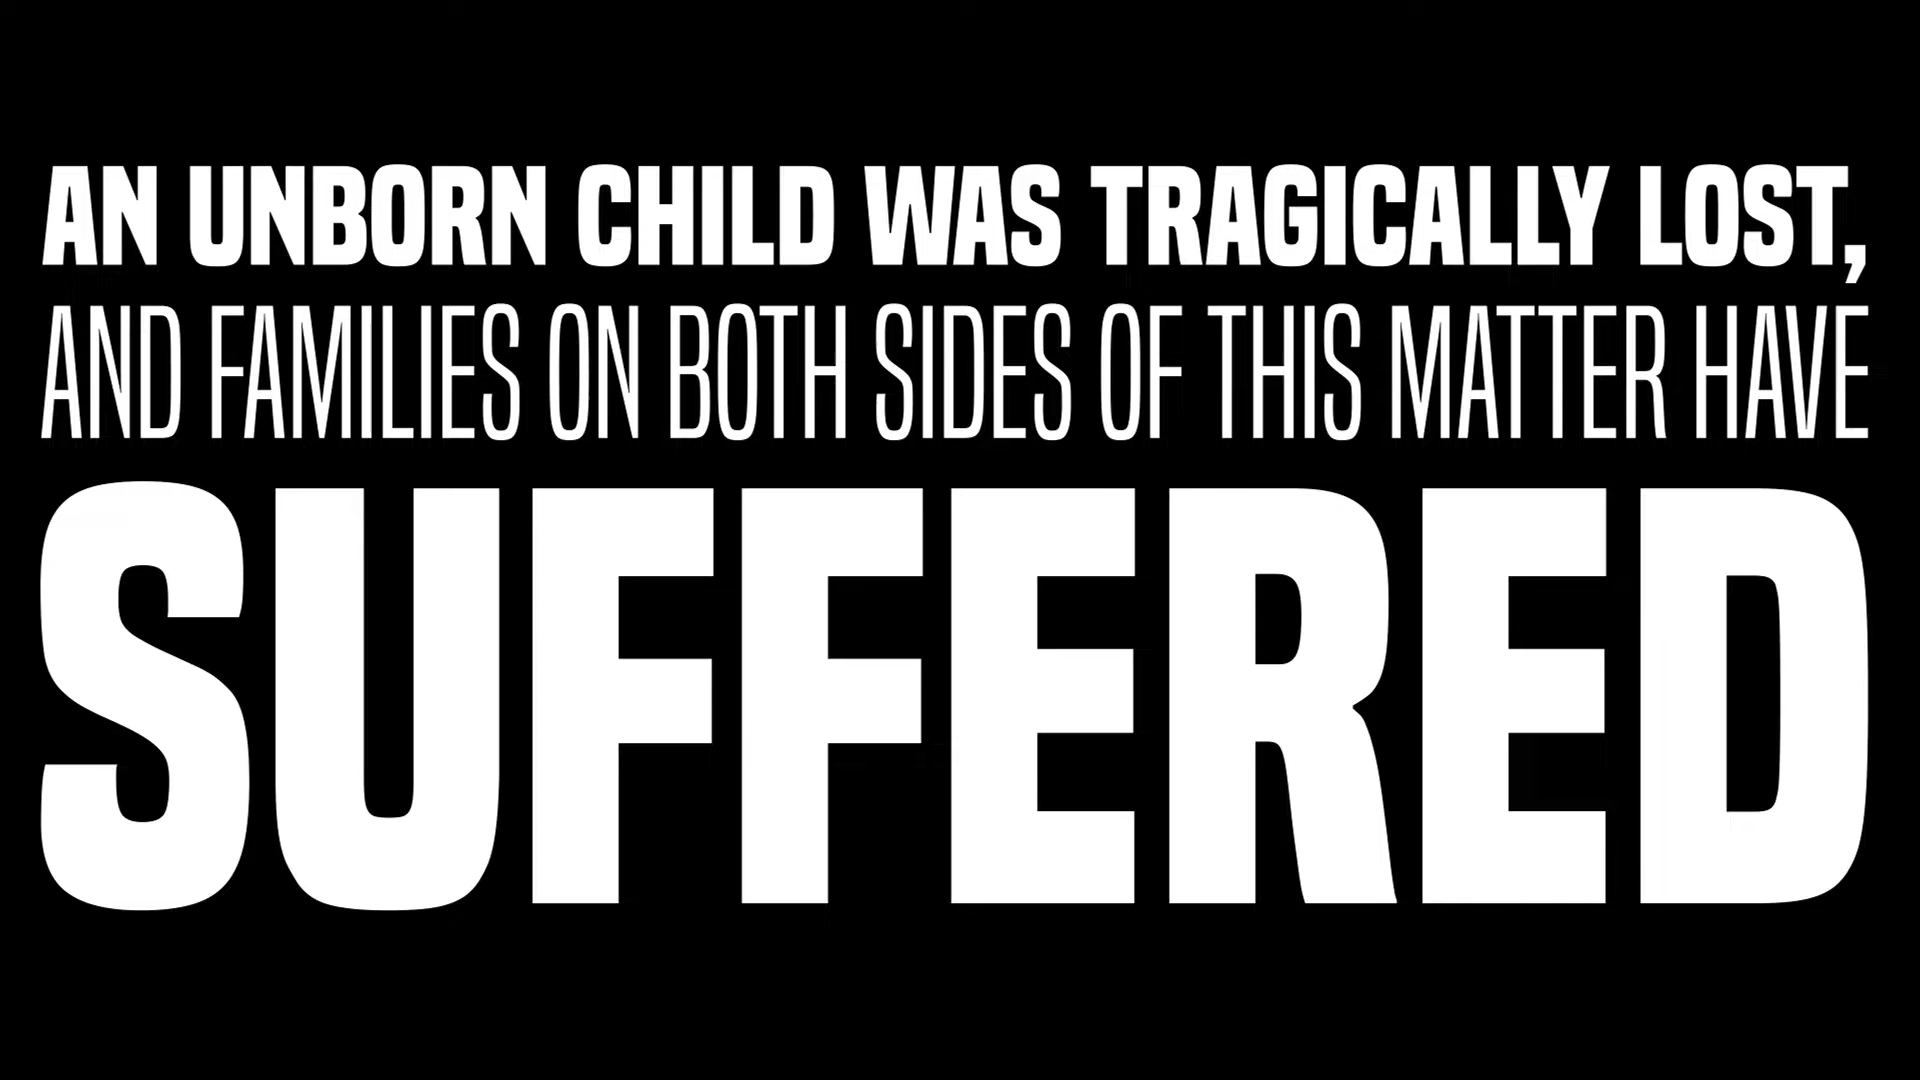 AN UNBORN CHILD WAS TRAGICALLY LOST,
AND FAMILIES ON BOTH SIDES OF THIS MATTER HAVE
SUFFERED